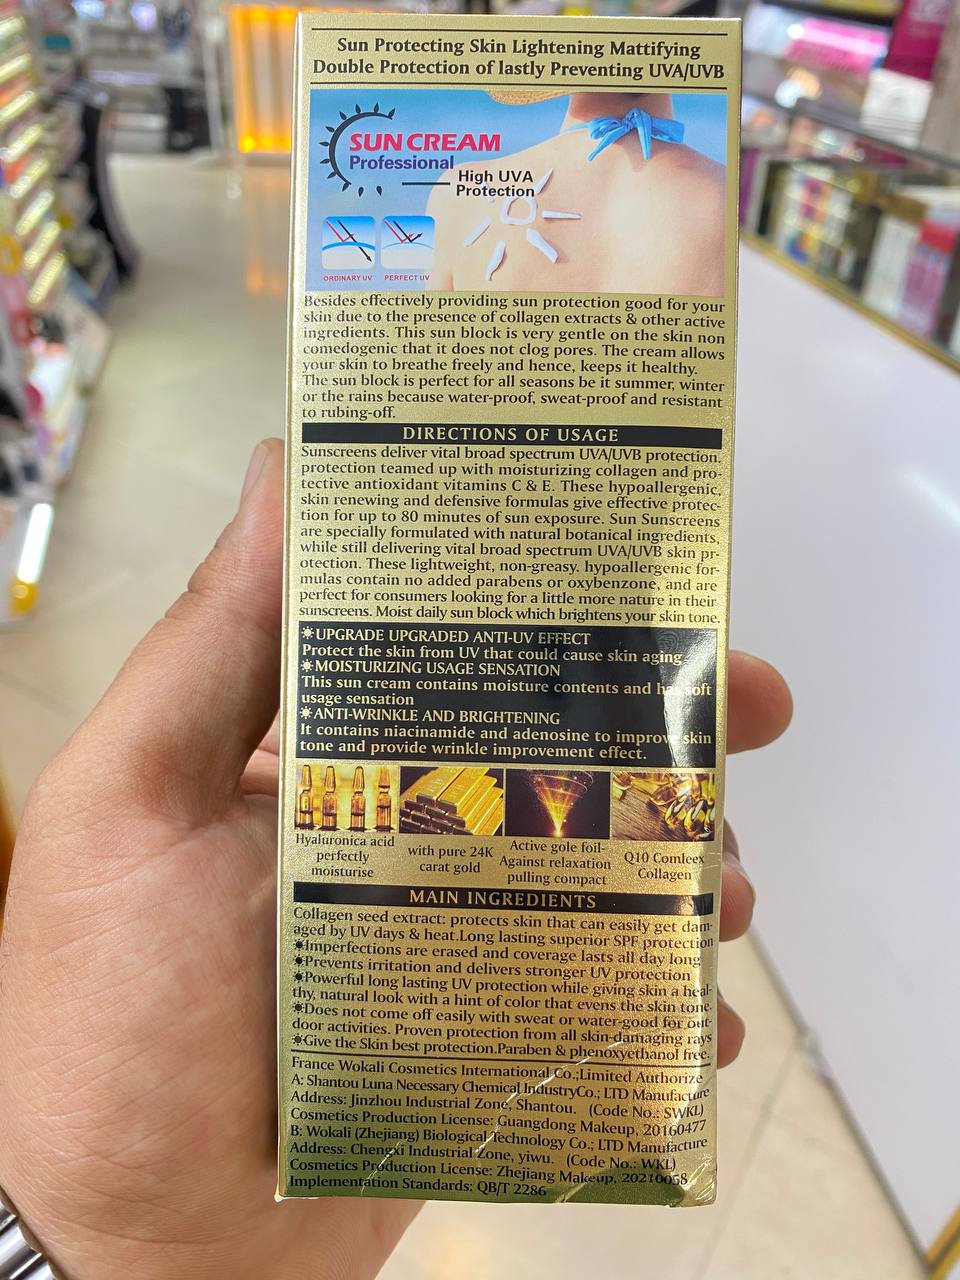 Sun Protecting Skin Lightening Mattifying
Double Protection of lastly Preventing UVA/UVB
SUN CREAM
Professional
High UVA
Protection
ORDINARY UV PERFECT UV
Besides effectively providing sun protection good for your
skin due to the presence of collagen extracts & other active
ingredients. This sun block is very gentle on the skin non
comedogenic that it does not clog pores. The cream allows
your skin to breathe freely and hence, keeps it healthy.
The sun block is perfect for all seasons be it summer, winter
or the rains because water-proof, sweat-proof and resistant
to rubing-off.
DIRECTIONS OF USAGE
Sunscreens deliver vital broad spectrum UVA/UVB protection.
protection teamed up with moisturizing collagen and pro-
tective antioxidant vitamins C & E. These hypoallergenic,
skin renewing and defensive formulas give effective protec-
tion for up to 80 minutes of sun exposure. Sun Sunscreens
are specially formulated with natural botanical ingredients,
while still delivering vital broad spectrum UVA/UVB skin pr-
otection. These lightweight, non-greasy. hypoallergenic for-
mulas contain no added parabens or oxybenzone, and are
perfect for consumers looking for a little more nature in their
sunscreens. Moist daily sun block which brightens your skin tone.
UPGRADE UPGRADED ANTI-UV EFFECT
Protect the skin from UV that could cause skin aging
MOISTURIZING USAGE SENSATION
This sun cream contains moisture contents and has soft
usage sensation
ANTI-WRINKLE AND BRIGHTENING
It contains niacinamide and adenosine to improve skin
tone and provide wrinkle improvement effect.
Hyaluronica acid
perfectly
moisturise
with pure 24K
carat gold
Active gole foil-
Against relaxation
pulling compact
Q10 Comleex
Collagen
MAIN INGREDIENTS
Collagen seed extract: protects skin that can easily get dam-
aged by UV days & heat.Long lasting superior SPF protection
Imperfections are erased and coverage lasts all day long
Prevents irritation and delivers stronger UV protection
Powerful long lasting UV protection while giving skin a heal-
thy, natural look with a hint of color that evens the skin tone.
Does not come off easily with sweat or water-good for out-
door activities. Proven protection from all skin-damaging rays
Give the Skin best protection.Paraben & phenoxyethanol free.
France Wokali Cosmetics International Co.;Limited Authorize
A: Shantou Luna Necessary Chemical IndustryCo.; LTD Manufacture
Address: Jinzhou Industrial Zone, Shantou. (Code No.: SWKL)
Cosmetics Production License: Guangdong Makeup, 20160477
B: Wokali (Zhejiang) Biological Technology Co.; LTD Manufacture
Address: Chengxi Industrial Zone, yiwu. (Code No.: WKL)
Cosmetics Production License: Zhejiang Makeup, 20210058
Implementation Standards: QB/T 2286